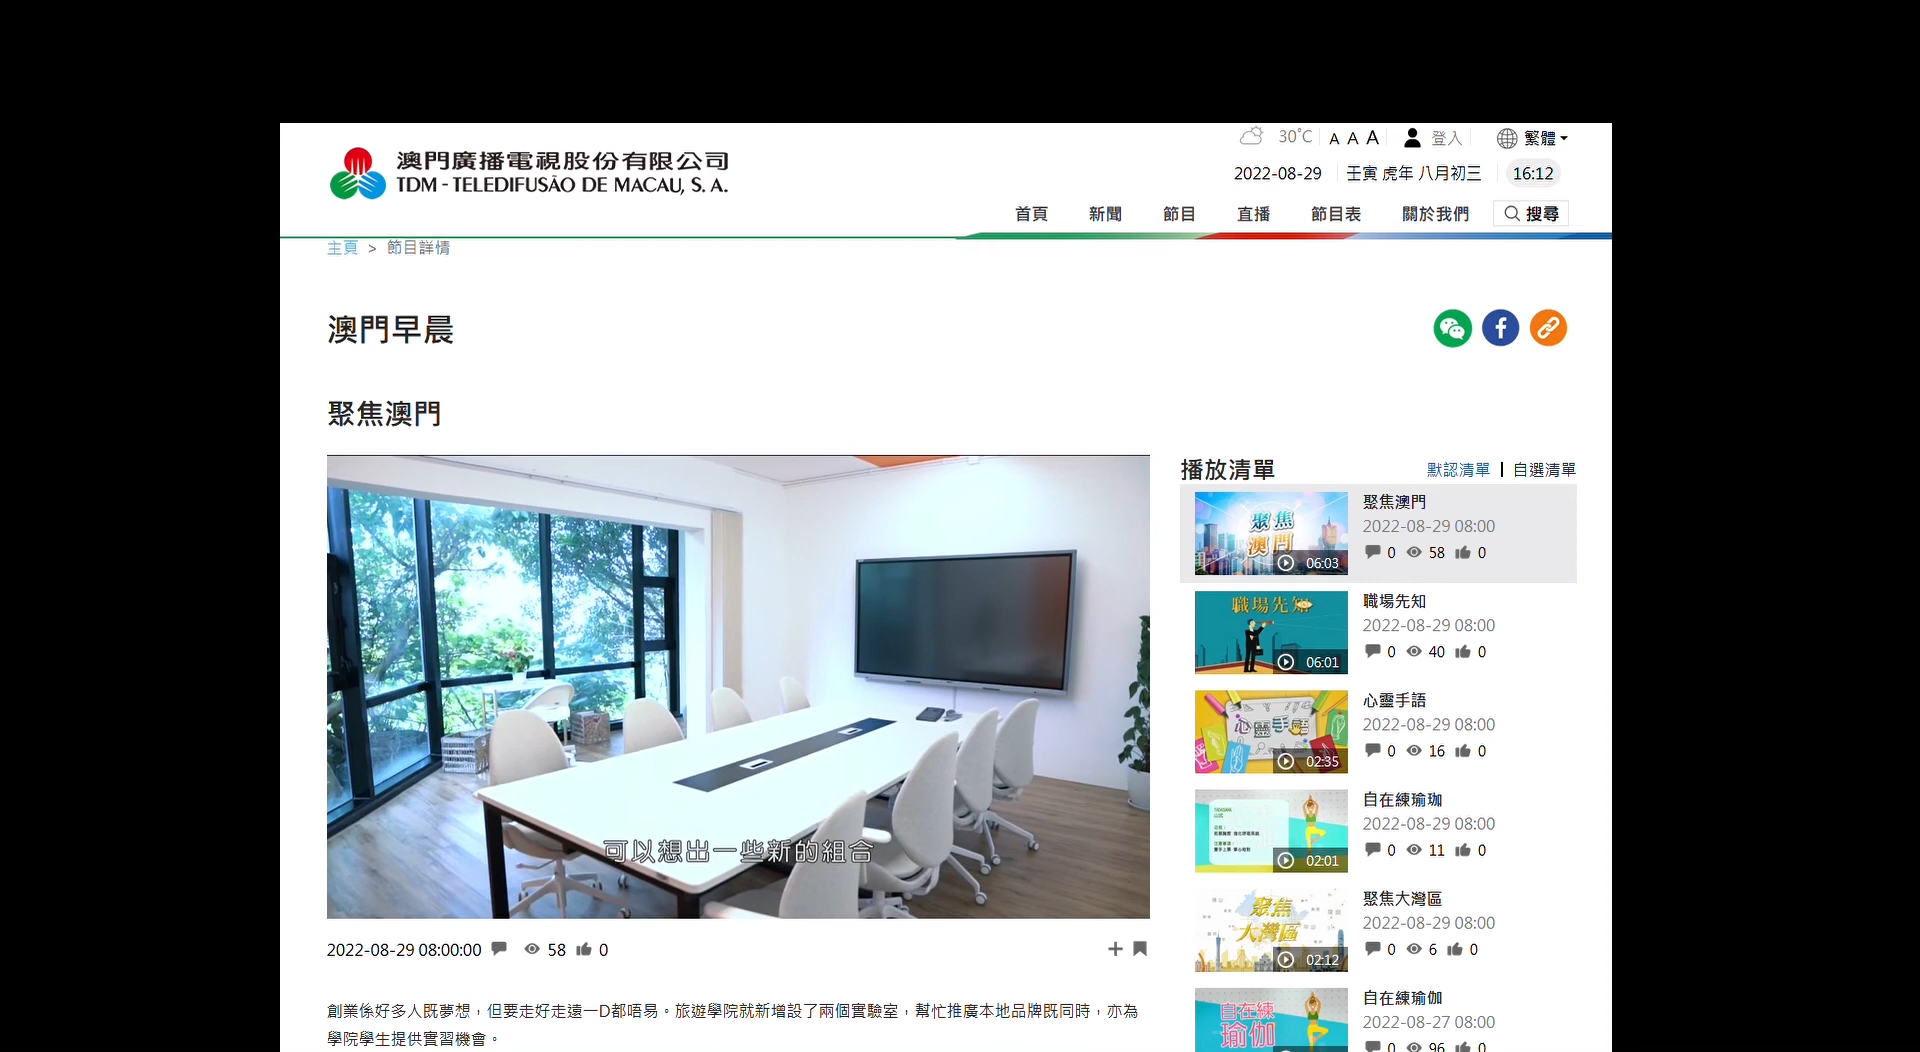 30°C A A A 登入 繁體
澳門廣播電視股份有限公司
TDM - TELEDIFUSÃO DE MACAU, S. A.
2022-08-29 壬寅 虎年 八月初三 16:12
首頁 新聞 節目 直播 節目表 關於我們 搜尋
主頁 > 節目詳情
澳門早晨
聚焦澳門
可以想出一些新的組合
2022-08-29 08:00:00 58 0
創業係好多人既夢想，但要走好走遠一D都唔易。旅遊學院就新增設了兩個實驗室，幫忙推廣本地品牌既同時，亦為
學院學生提供實習機會。
播放清單 默認清單 | 自選清單
聚焦
澳門
06:03
聚焦澳門
2022-08-29 08:00
0 58 0
職場先知
06:01
職場先知
2022-08-29 08:00
0 40 0
心靈手語
02:35
心靈手語
2022-08-29 08:00
0 16 0
02:01
自在練瑜珈
2022-08-29 08:00
0 11 0
聚焦
大灣區
02:12
聚焦大灣區
2022-08-29 08:00
0 6 0
自在練
瑜伽
自在練瑜伽
2022-08-27 08:00
0 96 0